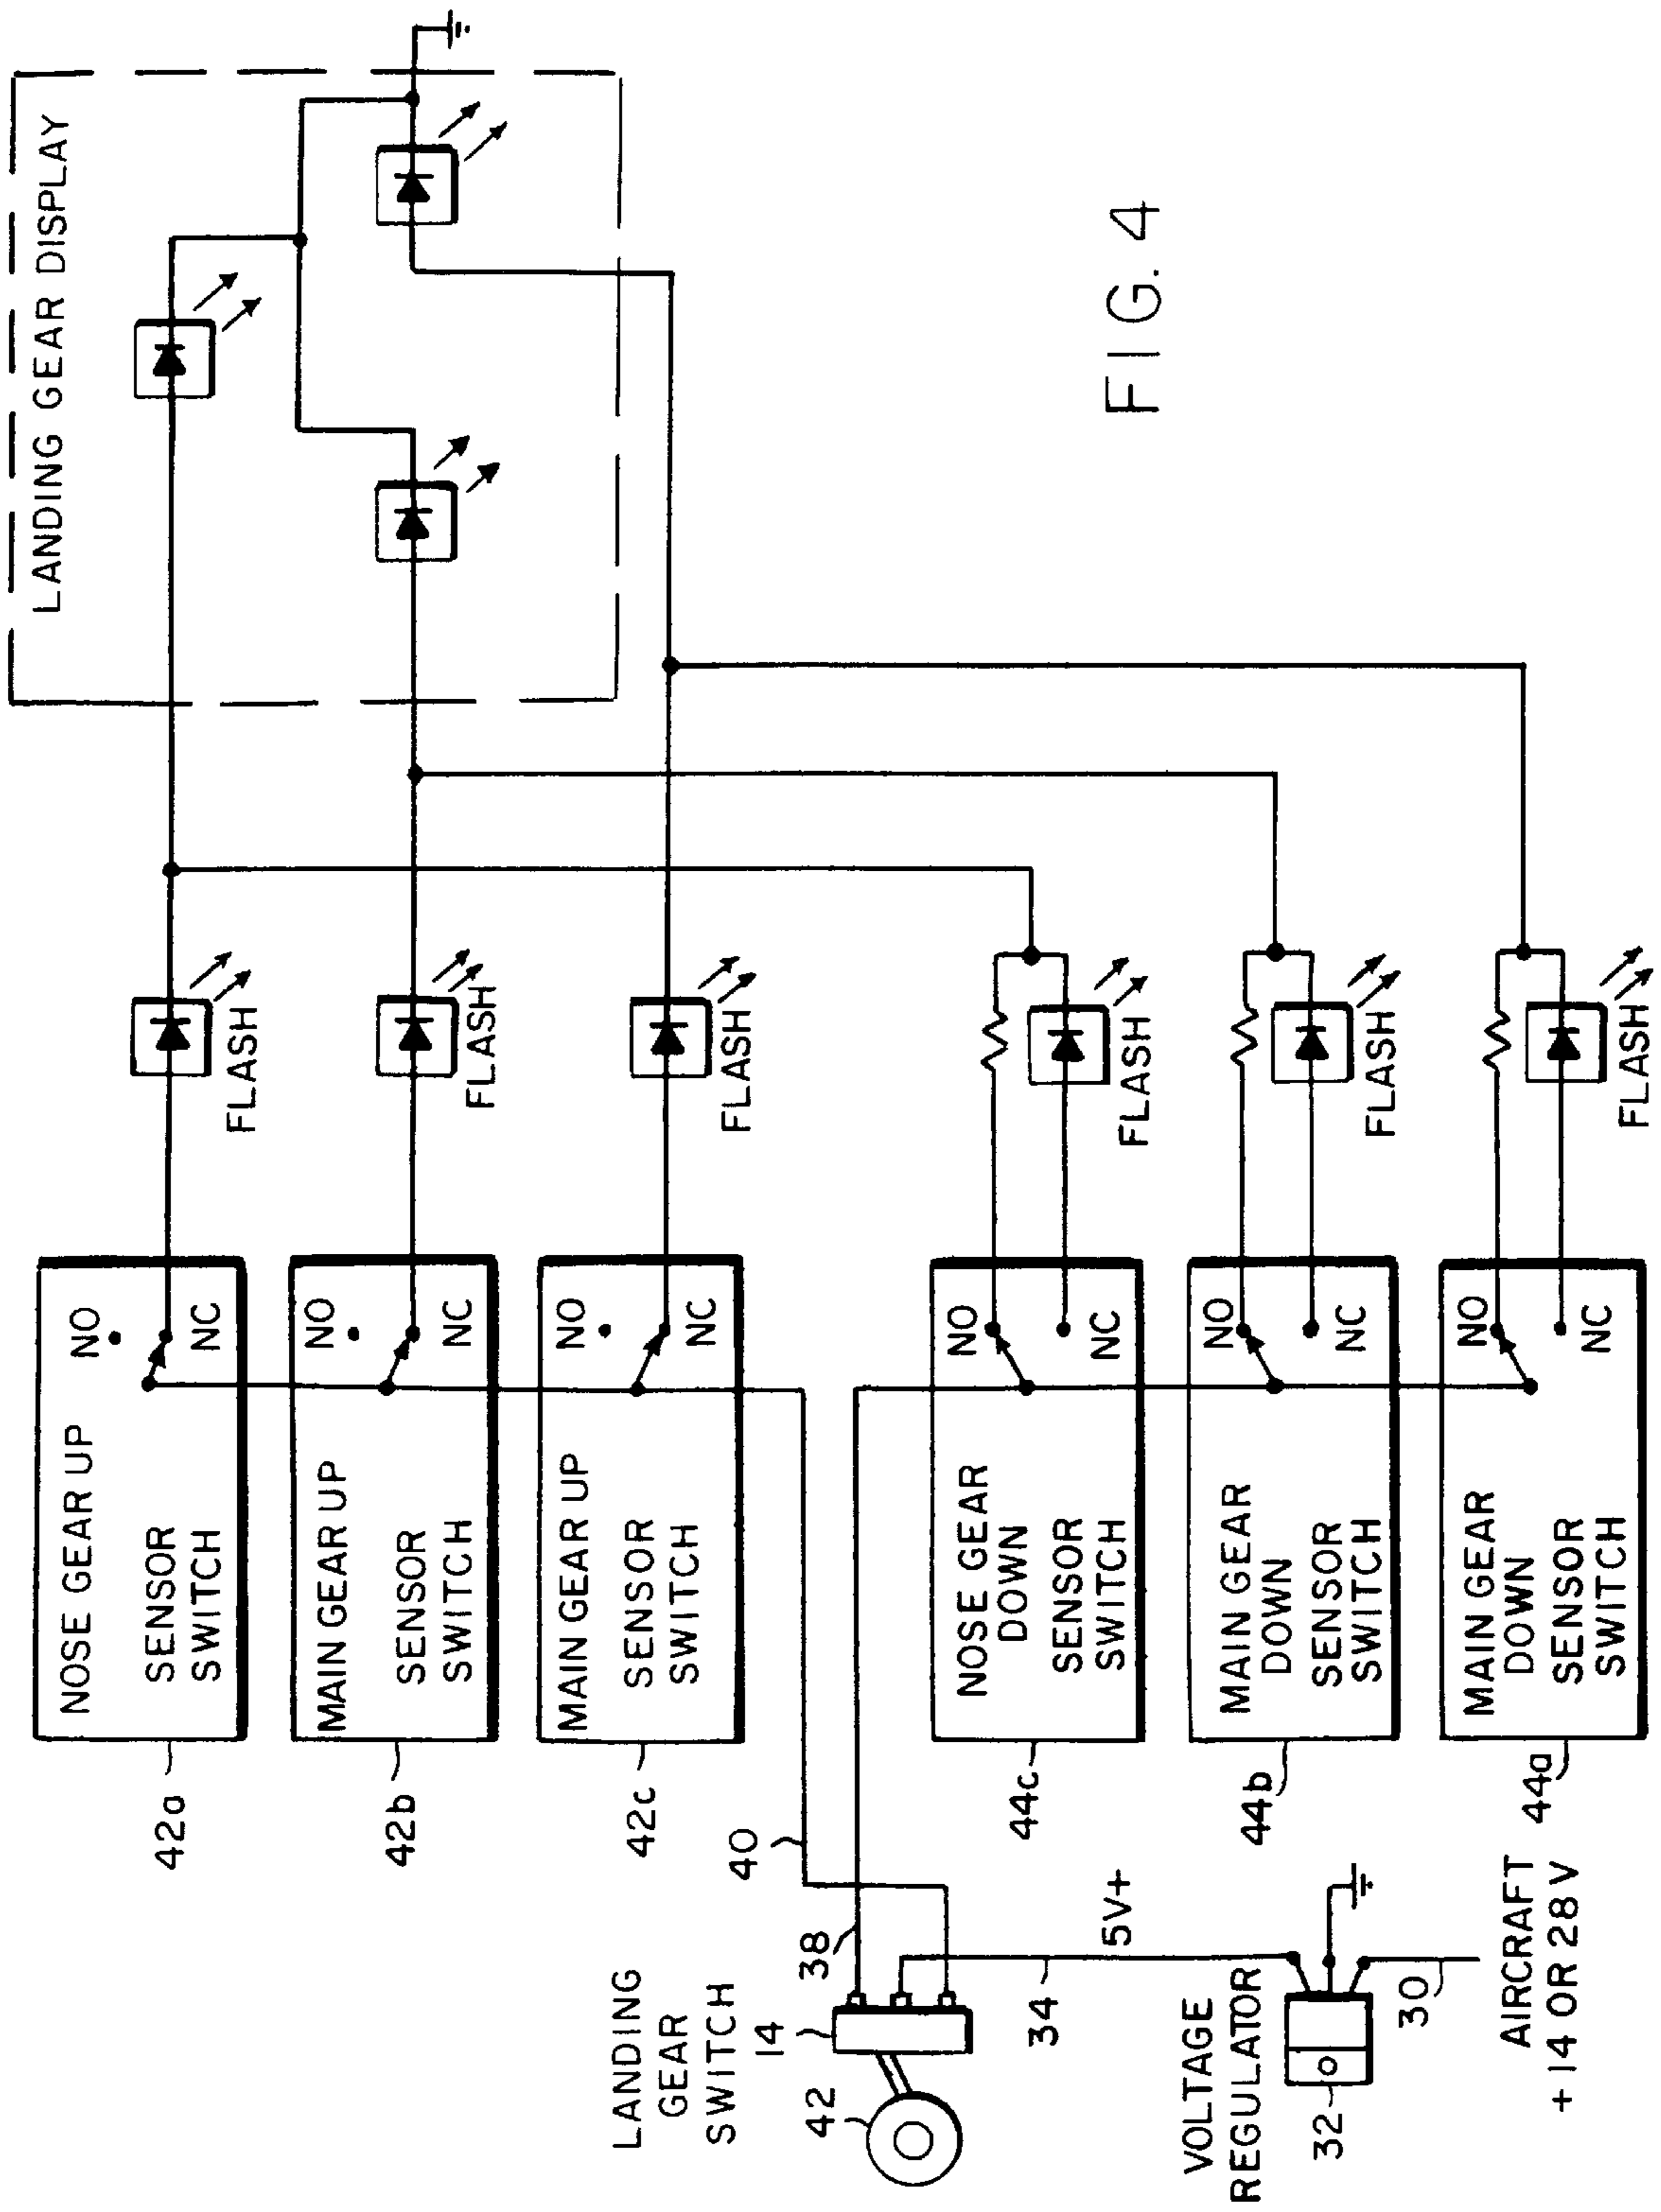 LANDING GEAR DISPLAY
FIG. 4
FLASH
FLASH
FLASH
FLASH
FLASH
FLASH
NOSE GEAR UP
SENSOR
SWITCH
NO
NC
42a
MAIN GEAR UP
SENSOR
SWITCH
NO
NC
42b
MAIN GEAR UP
SENSOR
SWITCH
NO
NC
42c
NOSE GEAR
DOWN
SENSOR
SWITCH
NO
NC
44c
MAIN GEAR
DOWN
SENSOR
SWITCH
NO
NC
44b
MAIN GEAR
DOWN
SENSOR
SWITCH
NO
NC
44a
40
38
LANDING
GEAR
SWITCH
14
42
34
5V+
VOLTAGE
REGULATOR
32
30
AIRCRAFT
+14 OR 28V